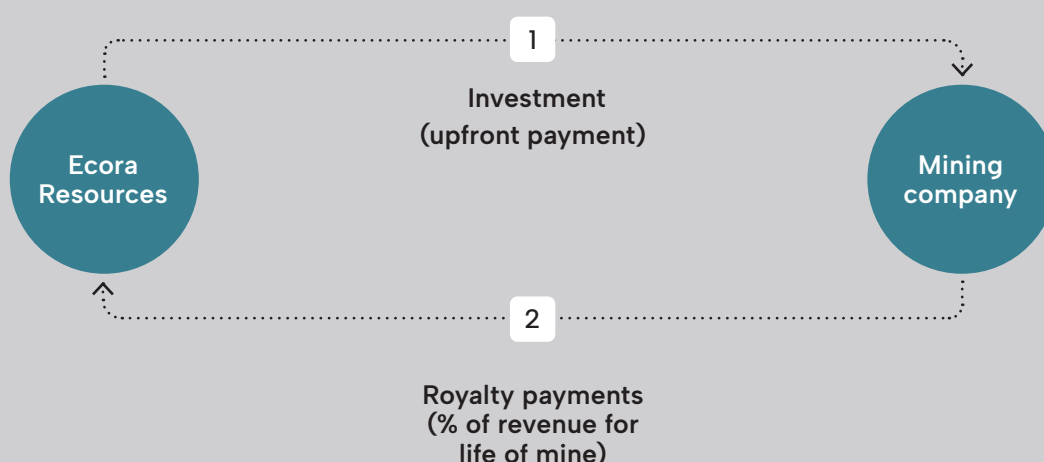 1
Investment
(upfront payment)
Ecora
Resources
Mining
company
2
Royalty payments
(% of revenue for
life of mine)